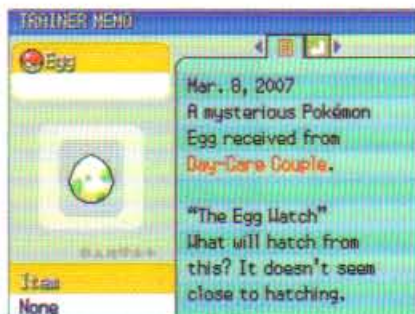 TRAINER MEMO
Egg
Mar. 8, 2007
A mysterious Pokémon
Egg received from
Day-Care Couple.
“The Egg Watch”
What will hatch from
this? It doesn't seem
close to hatching.
Item
None